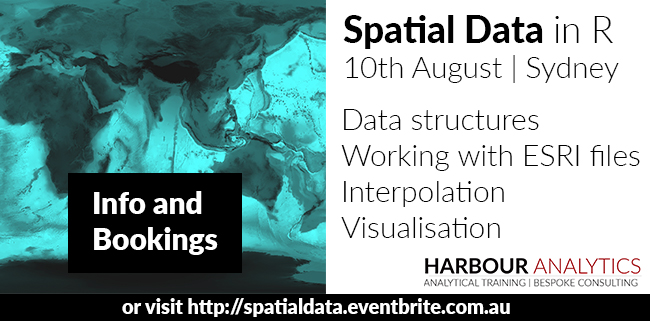 Spatial Data in R
10th August | Sydney
Data structures
Working with ESRI files
Interpolation
Visualisation
Info and
Bookings
HARBOUR ANALYTICS
ANALYTICAL TRAINING | BESPOKE CONSULTING
or visit http://spatialdata.eventbrite.com.au